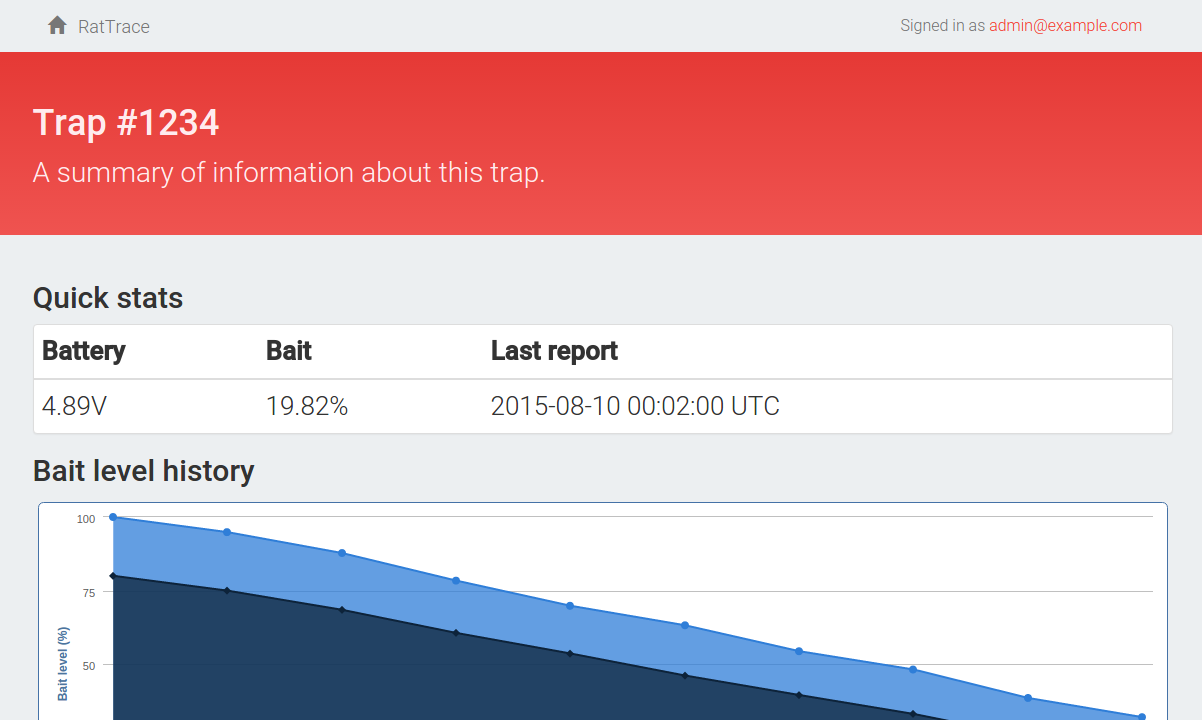 RatTrace
Signed in as admin@example.com
Trap #1234
A summary of information about this trap.
Quick stats
Battery Bait Last report
4.89V 19.82% 2015-08-10 00:02:00 UTC
Bait level history
100
75
50
Bait level (%)